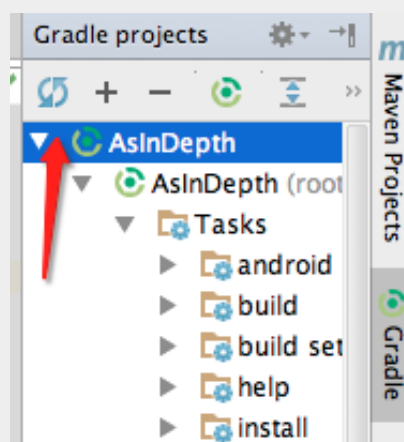 Gradle projects
AsInDepth
AsInDepth (root
Tasks
android
build
build set
help
install
m
Maven Projects
Gradle